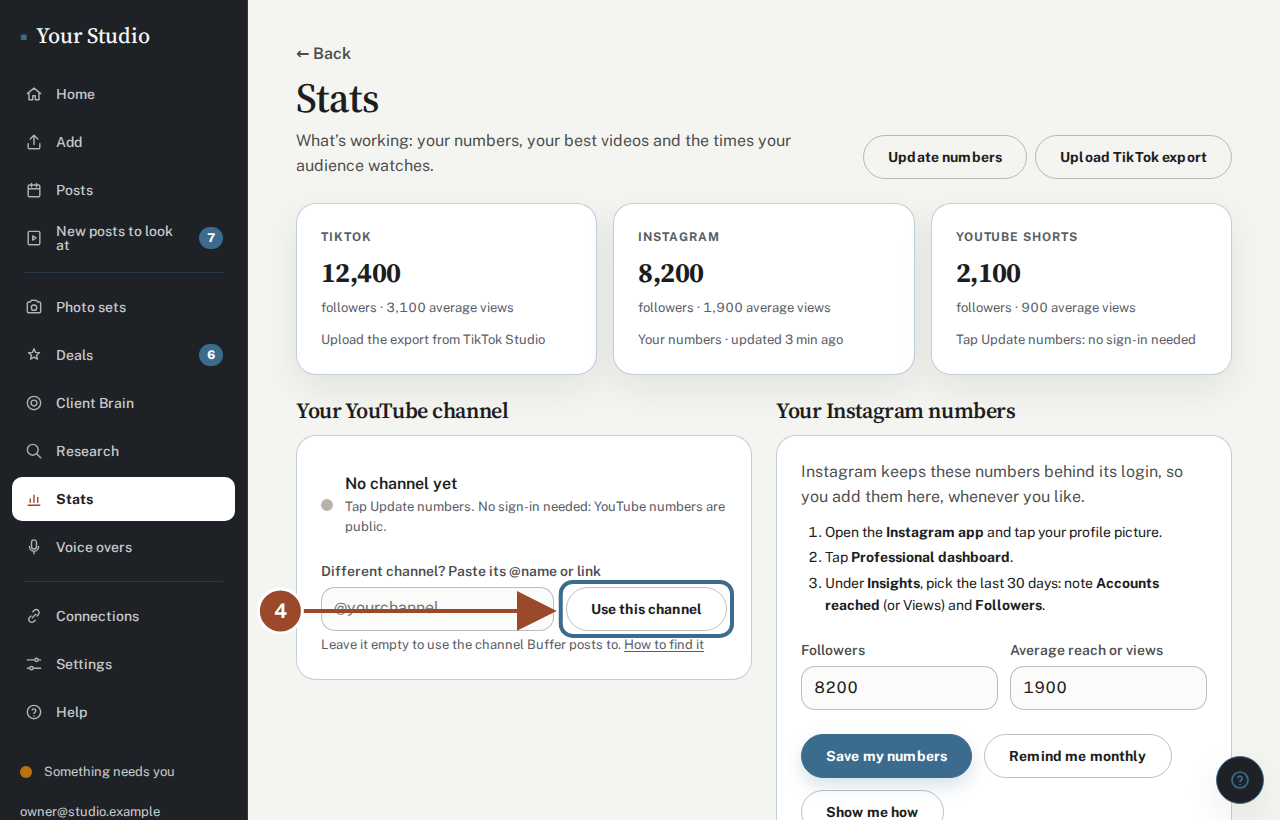 Your Studio
Home
Add
Posts
New posts to look
at
7
Photo sets
Deals
6
Client Brain
Research
Stats
Voice overs
Connections
Settings
Help
Something needs you
owner@studio.example
← Back
Stats
What's working: your numbers, your best videos and the times your
audience watches.
Update numbers
Upload TikTok export
TIKTOK
12,400
followers · 3,100 average views
Upload the export from TikTok Studio
INSTAGRAM
8,200
followers · 1,900 average views
Your numbers · updated 3 min ago
YOUTUBE SHORTS
2,100
followers · 900 average views
Tap Update numbers: no sign-in needed
Your YouTube channel
No channel yet
Tap Update numbers. No sign-in needed: YouTube numbers are
public.
Different channel? Paste its @name or link
4
@yourchannel
Use this channel
Leave it empty to use the channel Buffer posts to. How to find it
Your Instagram numbers
Instagram keeps these numbers behind its login, so
you add them here, whenever you like.
1. Open the Instagram app and tap your profile picture.
2. Tap Professional dashboard.
3. Under Insights, pick the last 30 days: note Accounts
reached (or Views) and Followers.
Followers
Average reach or views
8200
1900
Save my numbers
Remind me monthly
Show me how